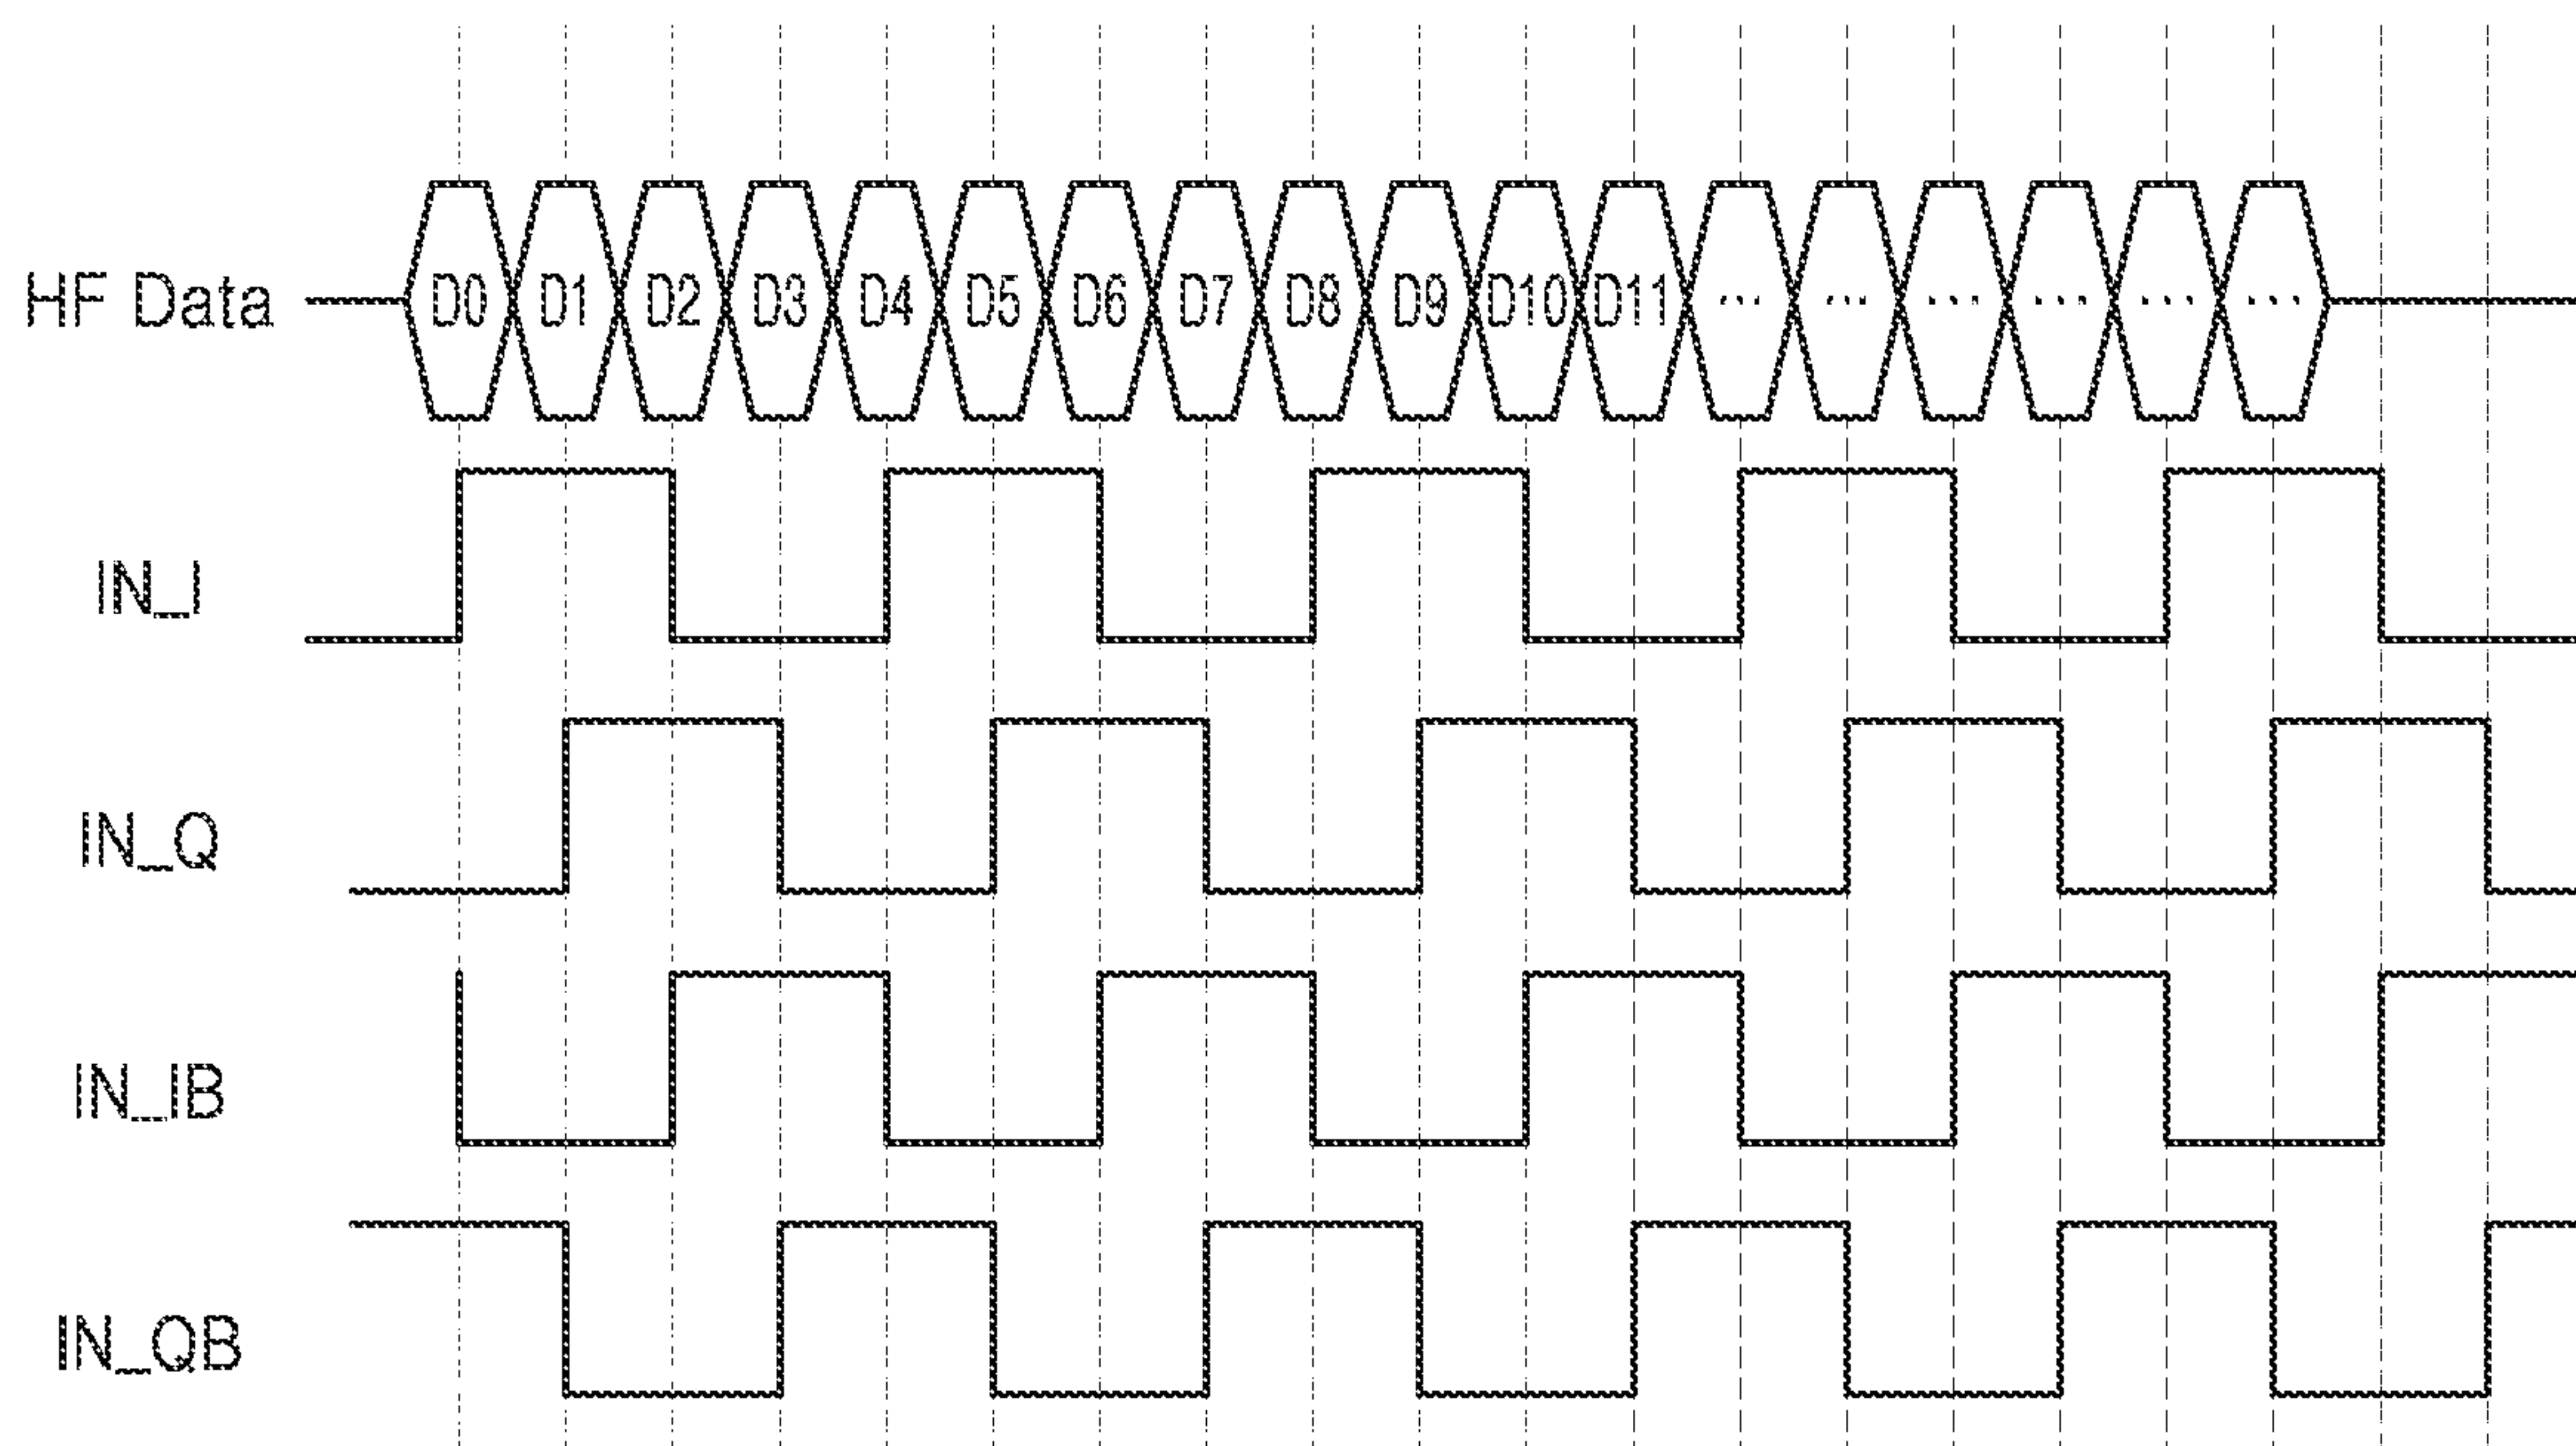 HF Data D0 D1 D2 D3 D4 D5 D6 D7 D8 D9 D10 D11 ... ... ... ... ... ...
IN_I
IN_Q
IN_IB
IN_QB